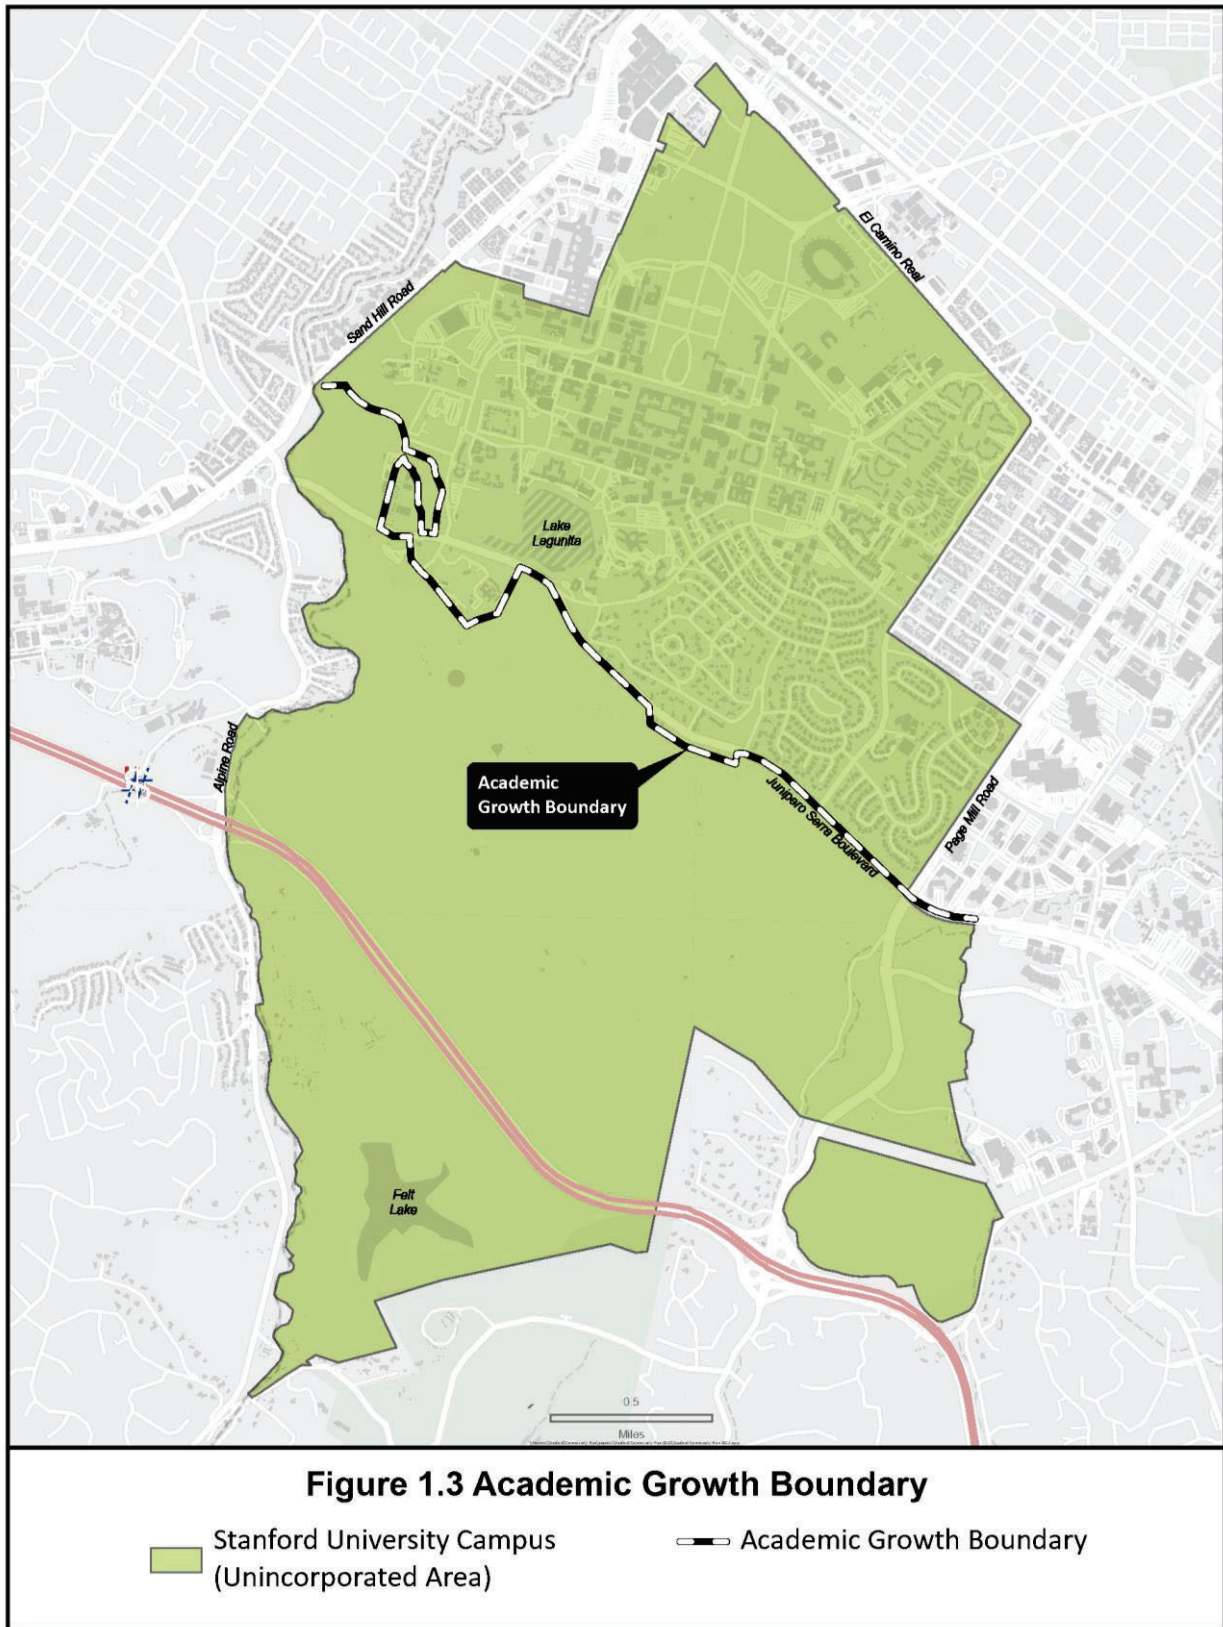 El Camino Real
Sand Hill Road
Lake
Lagunita
Alpine Road
Academic
Growth Boundary
Junipero Serra Boulevard
Page Mill Road
Felt
Lake
0.5
Miles
Figure 1.3 Academic Growth Boundary
Stanford University Campus
(Unincorporated Area)
Academic Growth Boundary